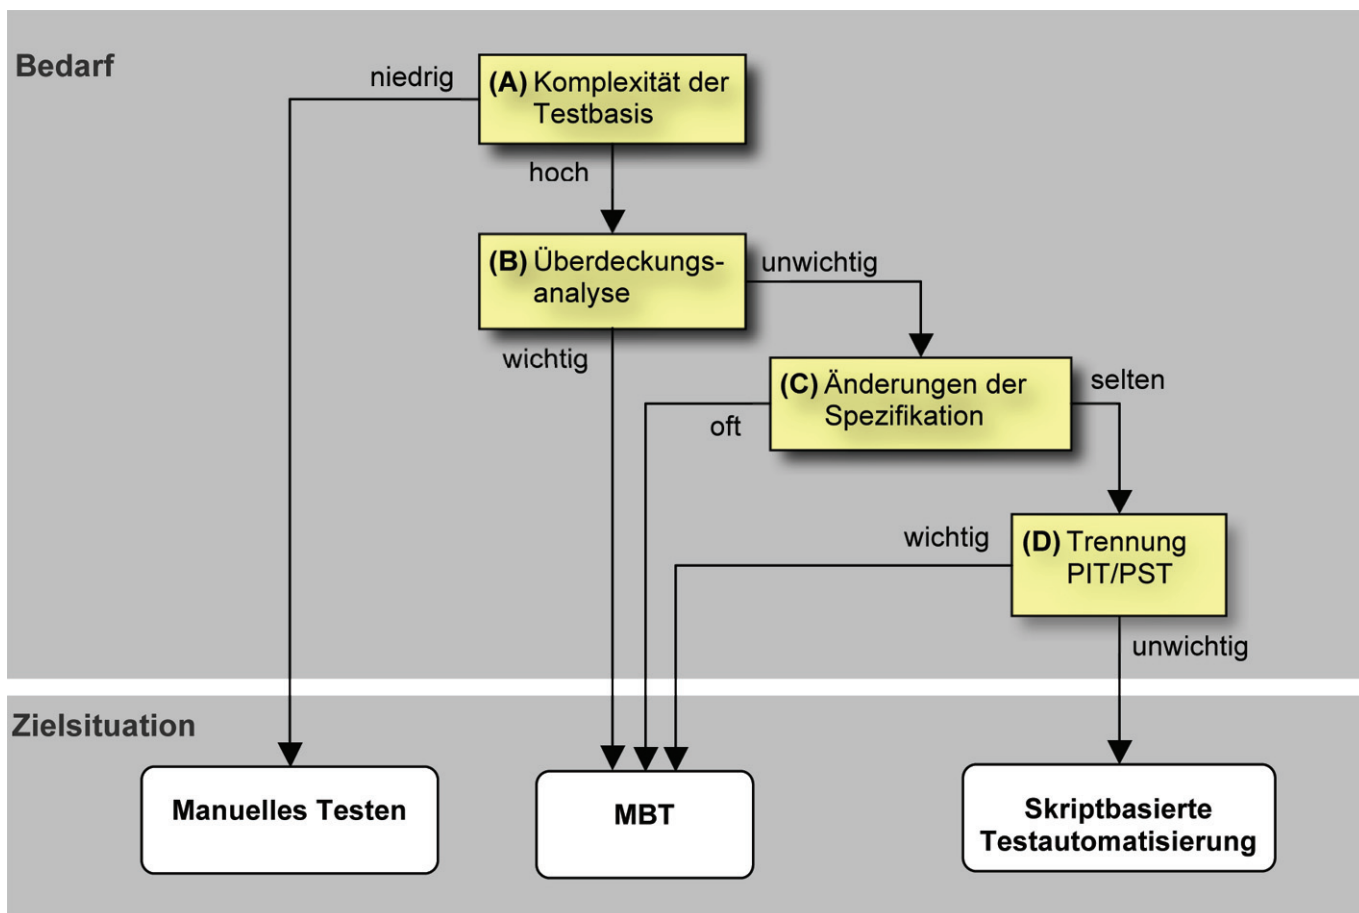 Bedarf
niedrig
(A) Komplexität der
Testbasis
hoch
(B) Überdeckungs-
analyse
unwichtig
wichtig
(C) Änderungen der
Spezifikation
selten
oft
wichtig
(D) Trennung
PIT/PST
unwichtig
Zielsituation
Manuelles Testen
MBT
Skriptbasierte
Testautomatisierung